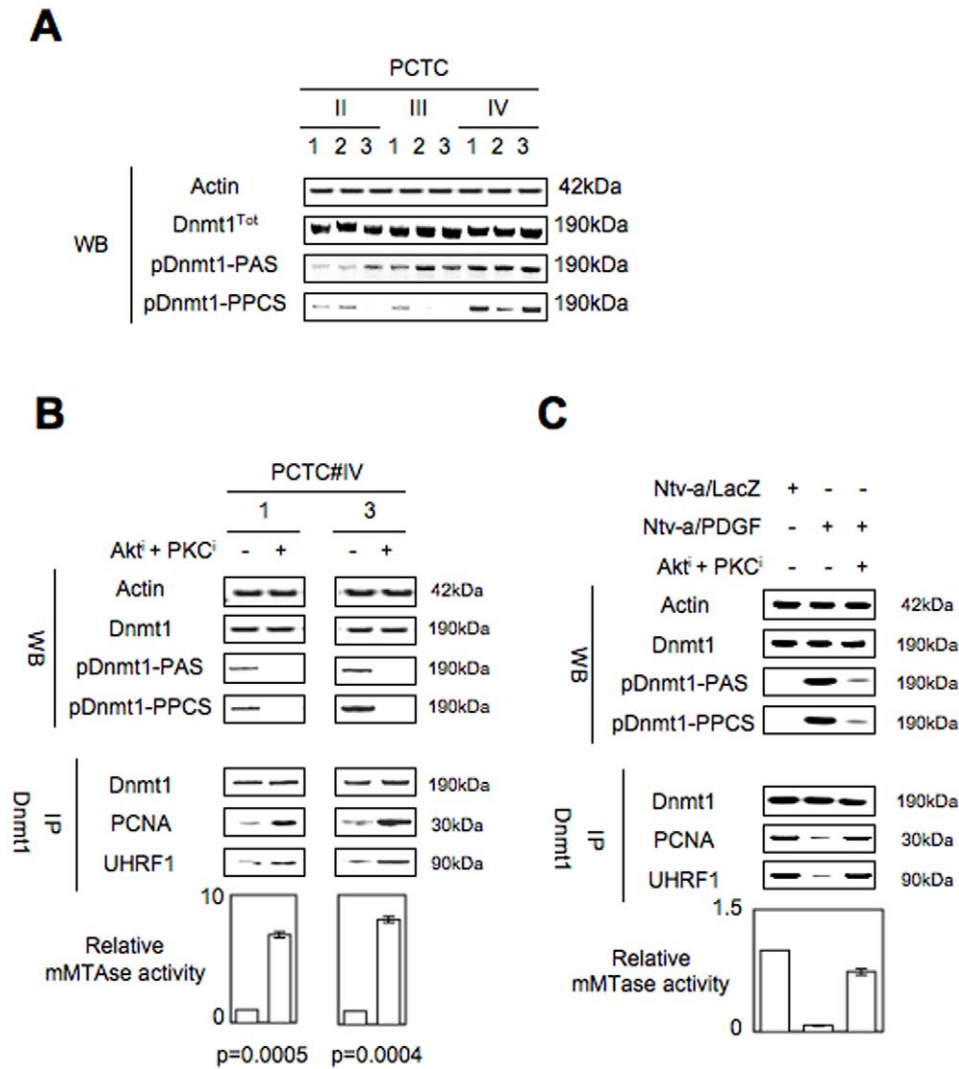 A
PCTC
II III IV
1 2 3 1 2 3 1 2 3
WB
Actin 42kDa
Dnmt1Tot 190kDa
pDnmt1-PAS 190kDa
pDnmt1-PPCS 190kDa
B
PCTC#IV
1 3
Akti + PKCi - + - +
WB
Actin 42kDa
Dnmt1 190kDa
pDnmt1-PAS 190kDa
pDnmt1-PPCS 190kDa
IP
Dnmt1
Dnmt1 190kDa
PCNA 30kDa
UHRF1 90kDa
10
Relative
mMTAse activity
0
p=0.0005 p=0.0004
C
Ntv-a/LacZ + - -
Ntv-a/PDGF - + +
Akti + PKCi - - +
WB
Actin 42kDa
Dnmt1 190kDa
pDnmt1-PAS 190kDa
pDnmt1-PPCS 190kDa
IP
Dnmt1
Dnmt1 190kDa
PCNA 30kDa
UHRF1 90kDa
1.5
Relative
mMTase activity
0